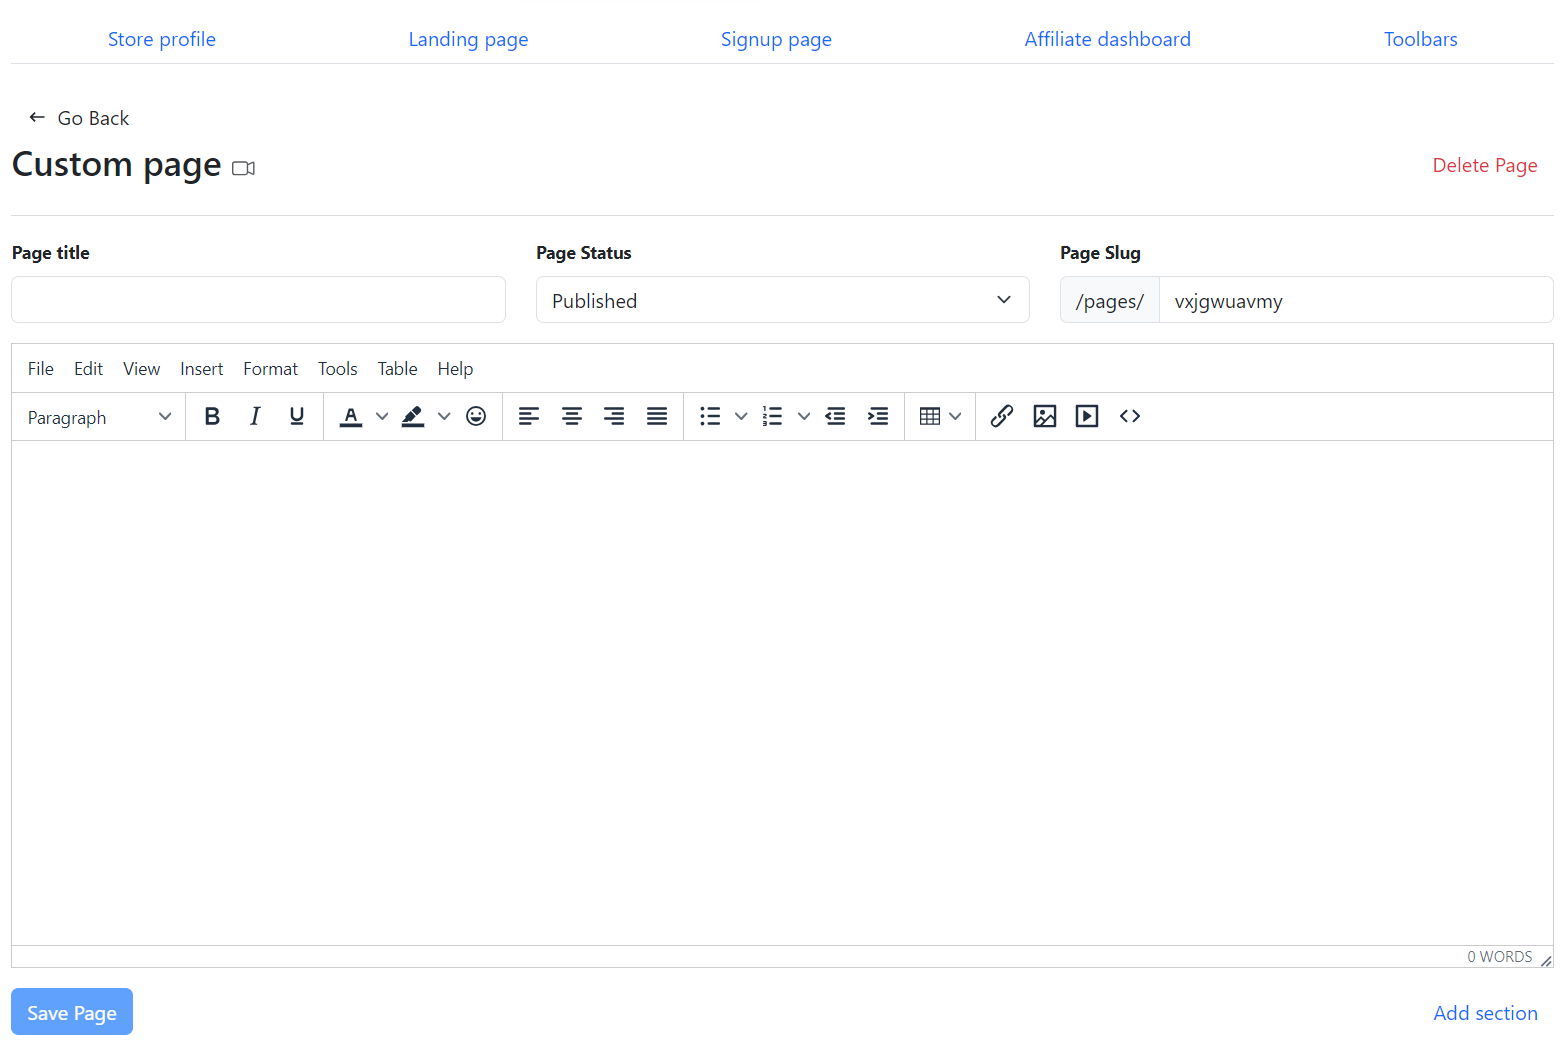 Store profile Landing page Signup page Affiliate dashboard Toolbars
Go Back
Custom page
Delete Page
Page title Page Status Page Slug
Published /pages/ vxjgwuavmy
File Edit View Insert Format Tools Table Help
Paragraph
0 WORDS
Save Page Add section